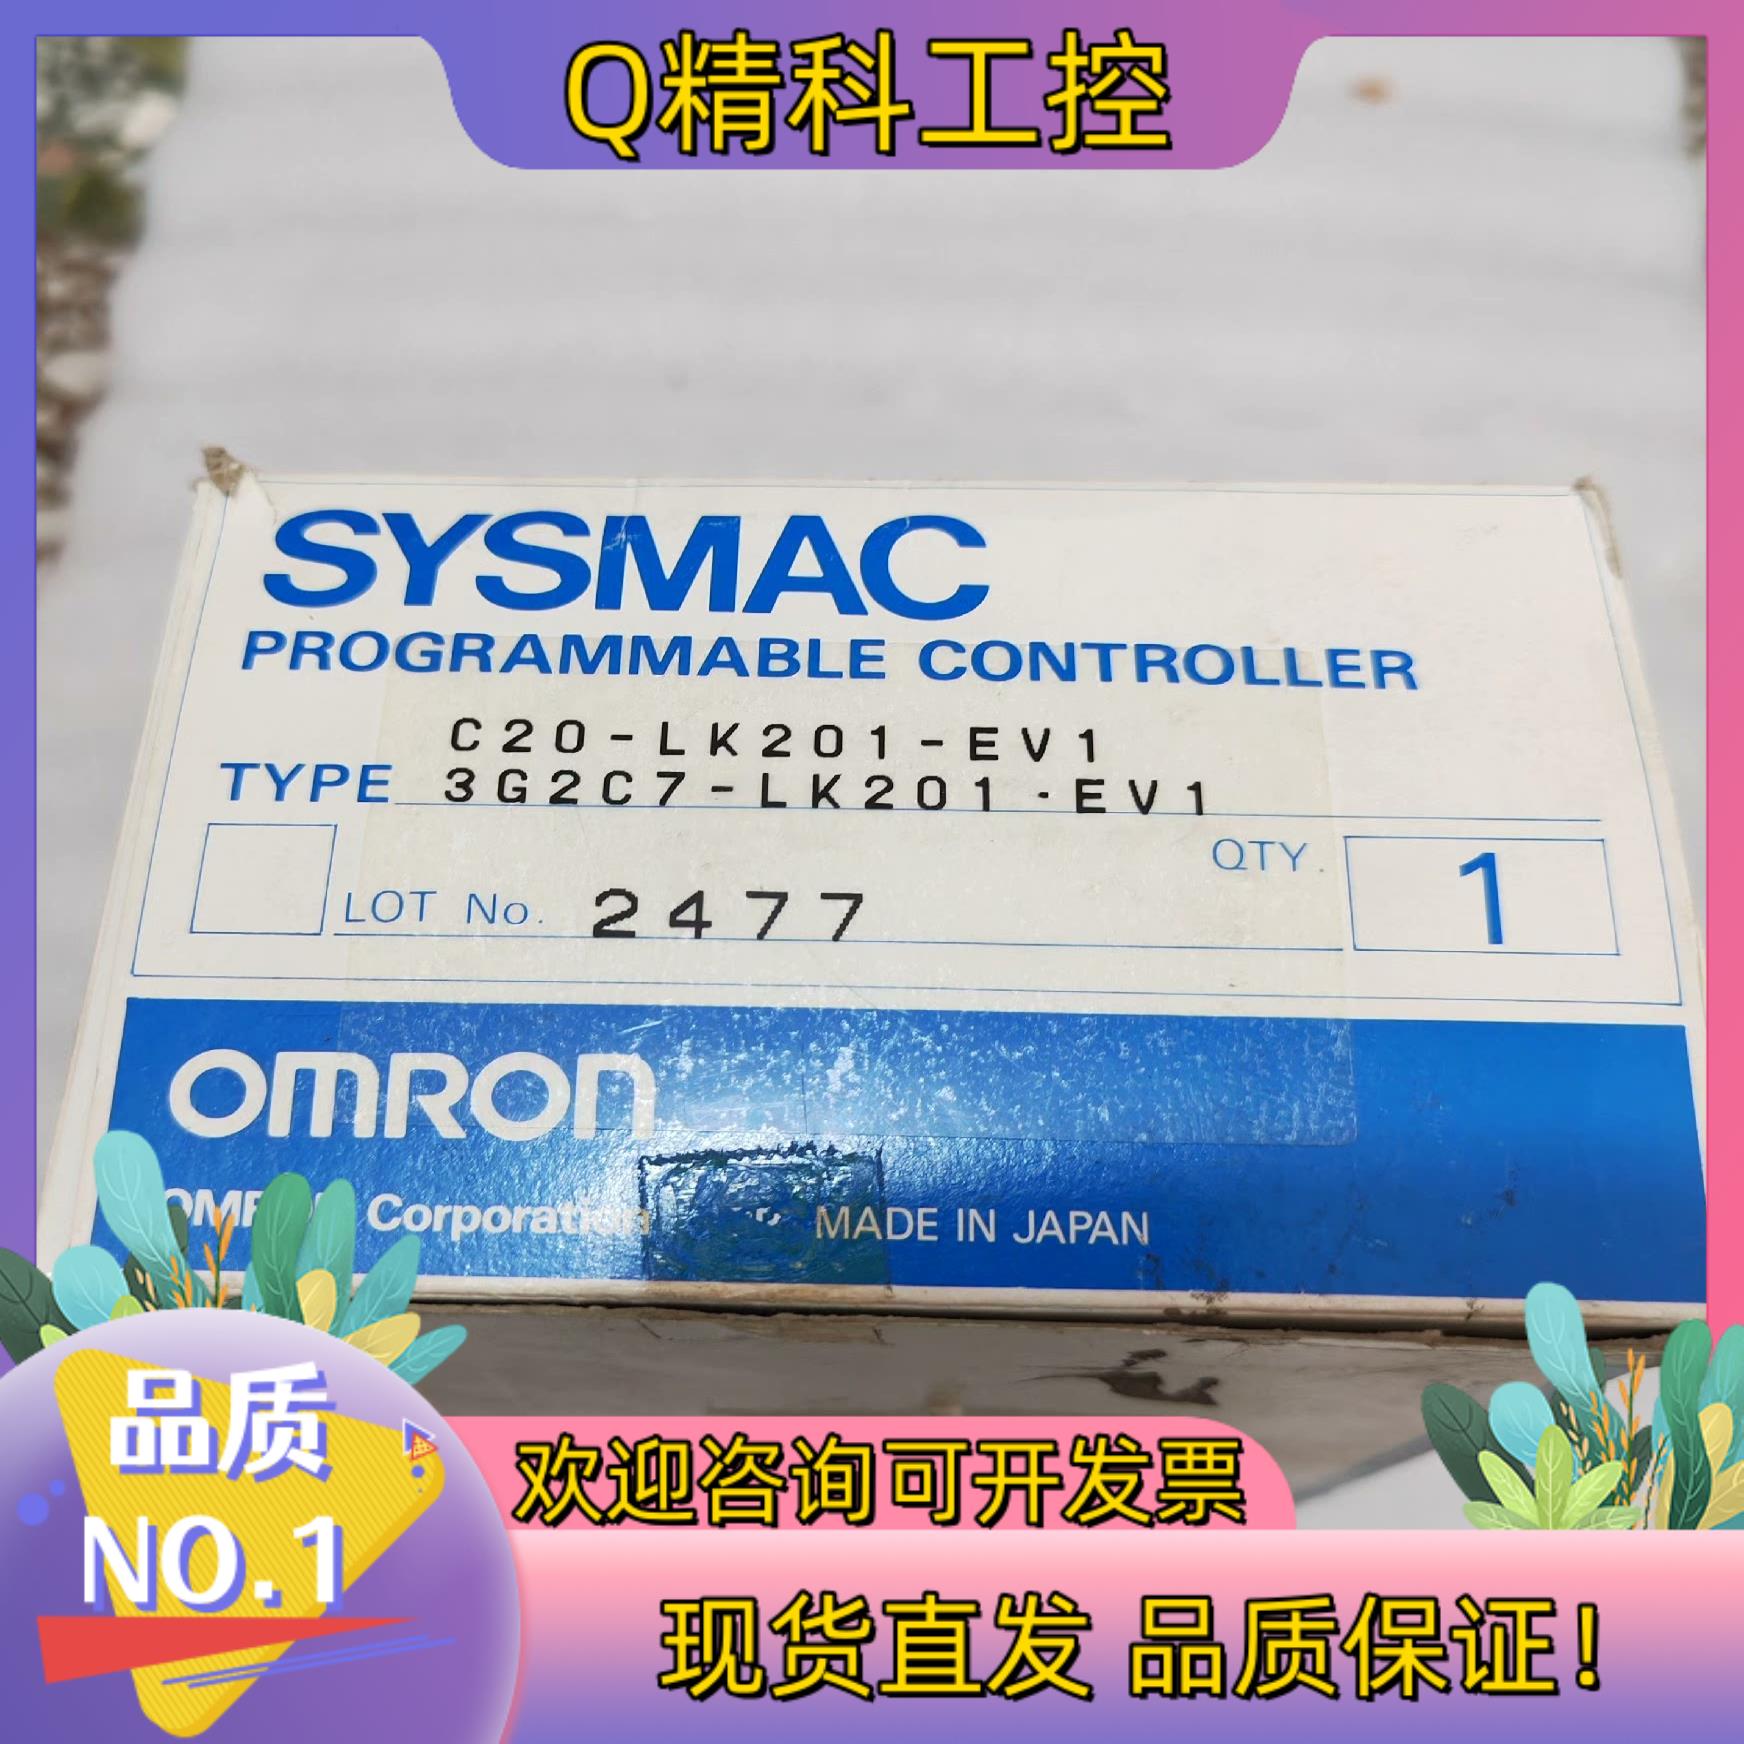 Q精科工控
SYSMAC
PROGRAMMABLE CONTROLLER
C20-LK201-EV1
TYPE 3G2C7-LK201-EV1
QTY. 1
LOT No. 2477
OMRON
Corporation MADE IN JAPAN
品质
NO.1
欢迎咨询可开发票
现货直发 品质保证!